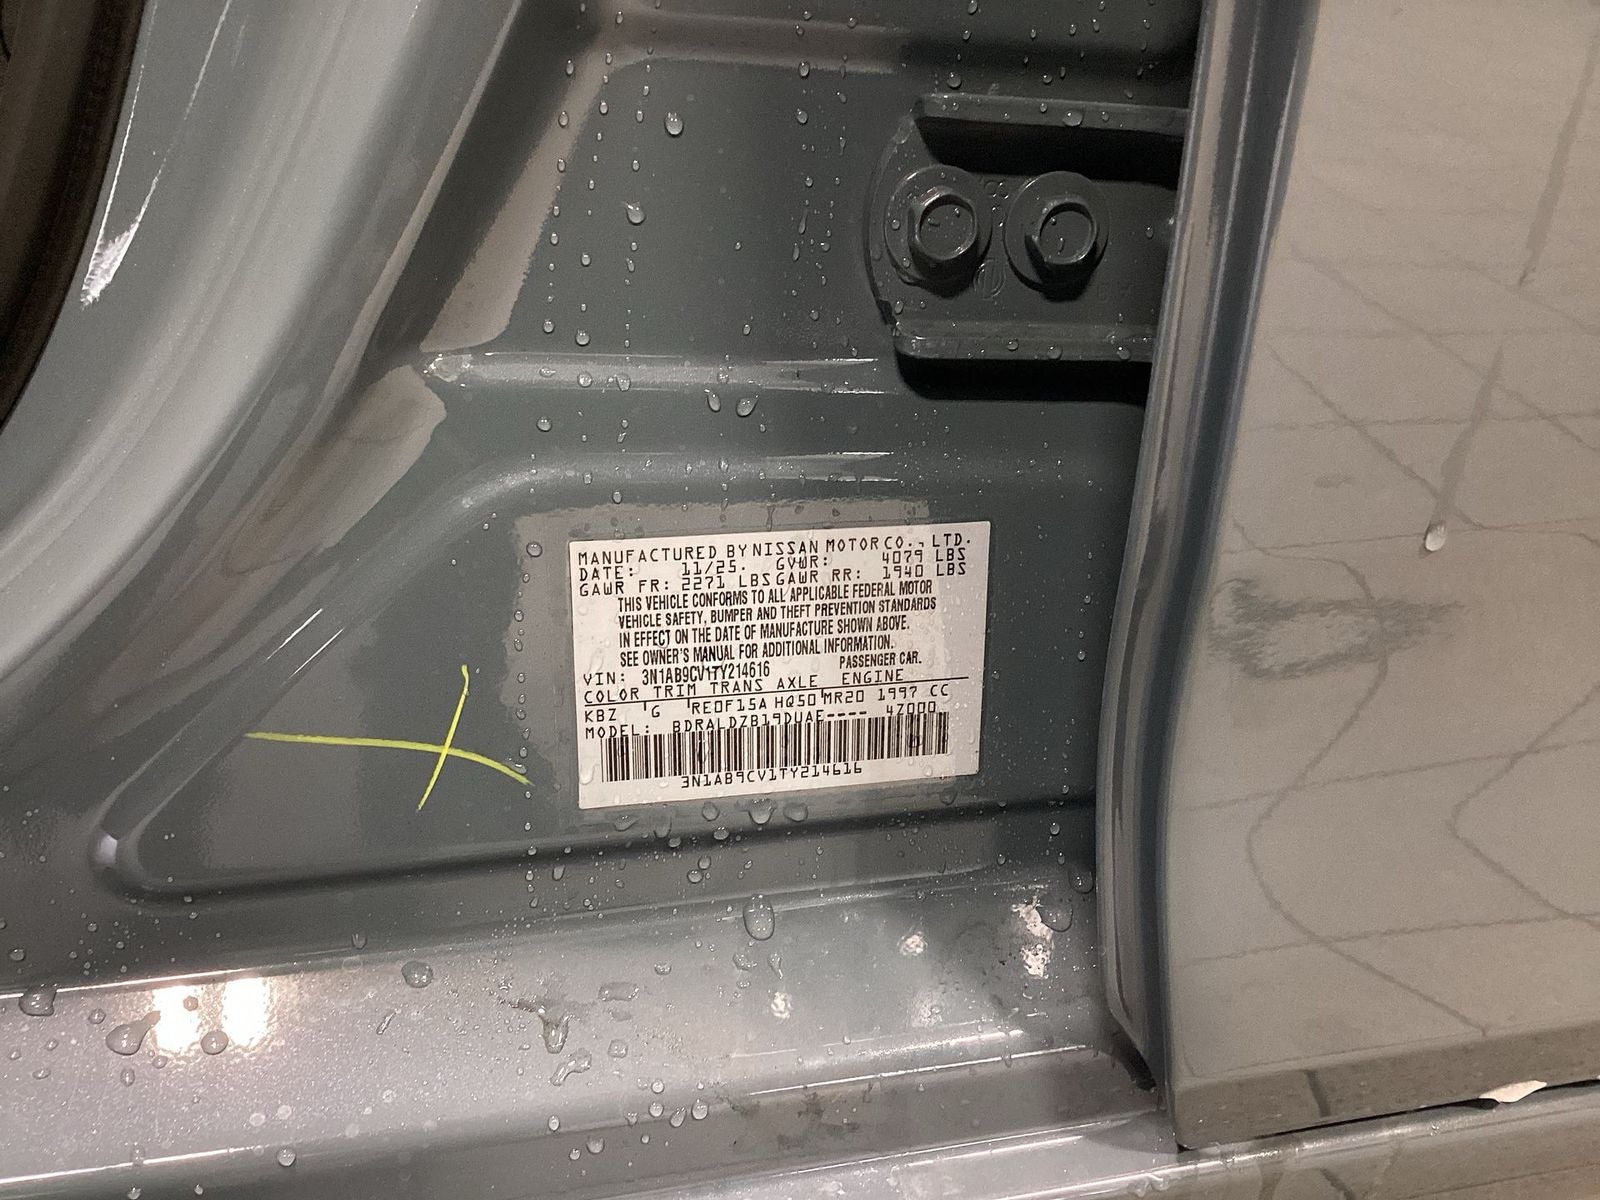 MANUFACTURED BY NISSAN MOTOR CO., LTD.
DATE: 11/25. GVWR: 4079 LBS
GAWR FR: 2271 LBS GAWR RR: 1940 LBS
THIS VEHICLE CONFORMS TO ALL APPLICABLE FEDERAL MOTOR
VEHICLE SAFETY, BUMPER AND THEFT PREVENTION STANDARDS
IN EFFECT ON THE DATE OF MANUFACTURE SHOWN ABOVE.
SEE OWNER'S MANUAL FOR ADDITIONAL INFORMATION.
VIN: 3N1AB9CV1TY214616 PASSENGER CAR.
COLOR TRIM TRANS AXLE ENGINE
KBZ G RE0F15A HQ50 MR20 1997 CC
MODEL: BDRALDZB19DUAE---- 4Z000
3N1AB9CV1TY214616